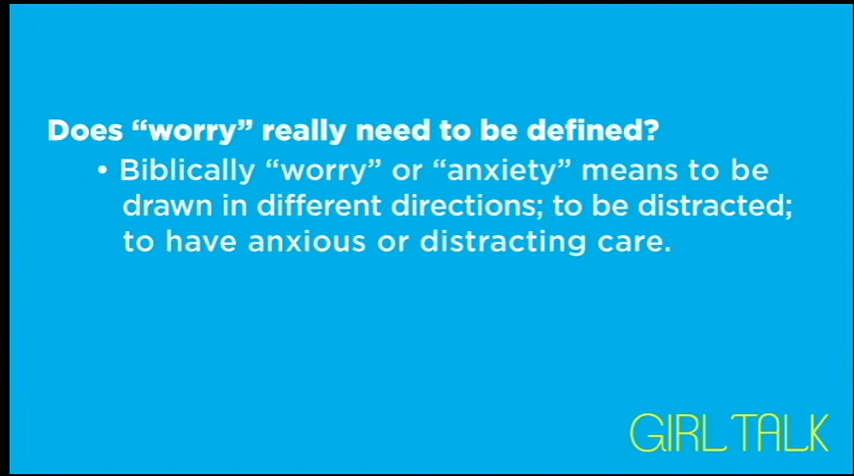 Does “worry” really need to be defined?
• Biblically “worry” or “anxiety” means to be
drawn in different directions; to be distracted;
to have anxious or distracting care.
GIRL TALK